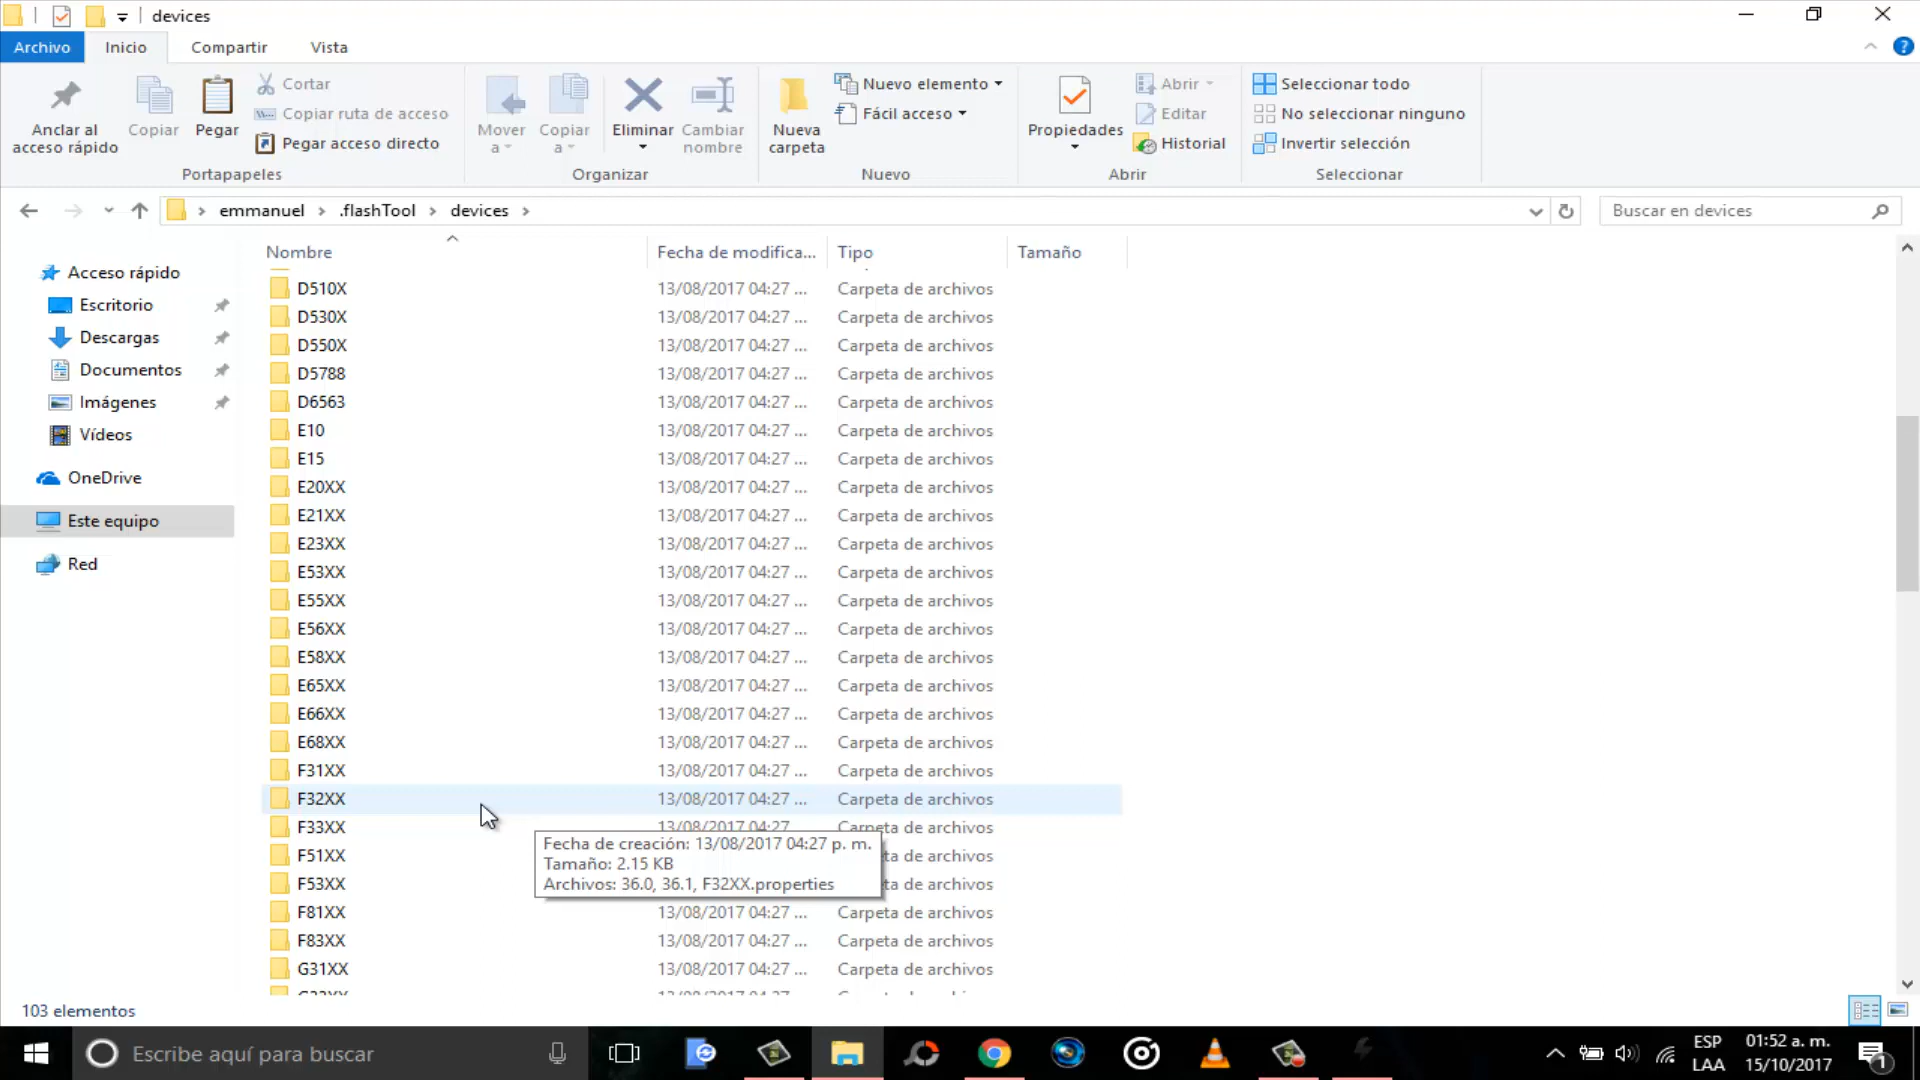 devices
Archivo Inicio Compartir Vista
Anclar al acceso rápido
Copiar
Pegar
Cortar
Copiar ruta de acceso
Pegar acceso directo
Mover a
Copiar a
Eliminar
Cambiar nombre
Nueva carpeta
Nuevo elemento
Fácil acceso
Propiedades
Abrir
Editar
Historial
Seleccionar todo
No seleccionar ninguno
Invertir selección
Portapapeles Organizar Nuevo Abrir Seleccionar
emmanuel > .flashTool > devices >
Buscar en devices
Acceso rápido
Escritorio
Descargas
Documentos
Imágenes
Vídeos
OneDrive
Este equipo
Red
Nombre Fecha de modifica... Tipo Tamaño
D510X 13/08/2017 04:27 ... Carpeta de archivos
D530X 13/08/2017 04:27 ... Carpeta de archivos
D550X 13/08/2017 04:27 ... Carpeta de archivos
D5788 13/08/2017 04:27 ... Carpeta de archivos
D6563 13/08/2017 04:27 ... Carpeta de archivos
E10 13/08/2017 04:27 ... Carpeta de archivos
E15 13/08/2017 04:27 ... Carpeta de archivos
E20XX 13/08/2017 04:27 ... Carpeta de archivos
E21XX 13/08/2017 04:27 ... Carpeta de archivos
E23XX 13/08/2017 04:27 ... Carpeta de archivos
E53XX 13/08/2017 04:27 ... Carpeta de archivos
E55XX 13/08/2017 04:27 ... Carpeta de archivos
E56XX 13/08/2017 04:27 ... Carpeta de archivos
E58XX 13/08/2017 04:27 ... Carpeta de archivos
E65XX 13/08/2017 04:27 ... Carpeta de archivos
E66XX 13/08/2017 04:27 ... Carpeta de archivos
E68XX 13/08/2017 04:27 ... Carpeta de archivos
F31XX 13/08/2017 04:27 ... Carpeta de archivos
F32XX 13/08/2017 04:27 ... Carpeta de archivos
F33XX 13/08/2017 04:27 Carpeta de archivos
F51XX ta de archivos
F53XX ta de archivos
F81XX 13/08/2017 04:27 ... Carpeta de archivos
F83XX 13/08/2017 04:27 ... Carpeta de archivos
G31XX 13/08/2017 04:27 ... Carpeta de archivos
Fecha de creación: 13/08/2017 04:27 p. m.
Tamaño: 2.15 KB
Archivos: 36.0, 36.1, F32XX.properties
103 elementos
Escribe aquí para buscar
ESP
LAA
01:52 a. m.
15/10/2017
1